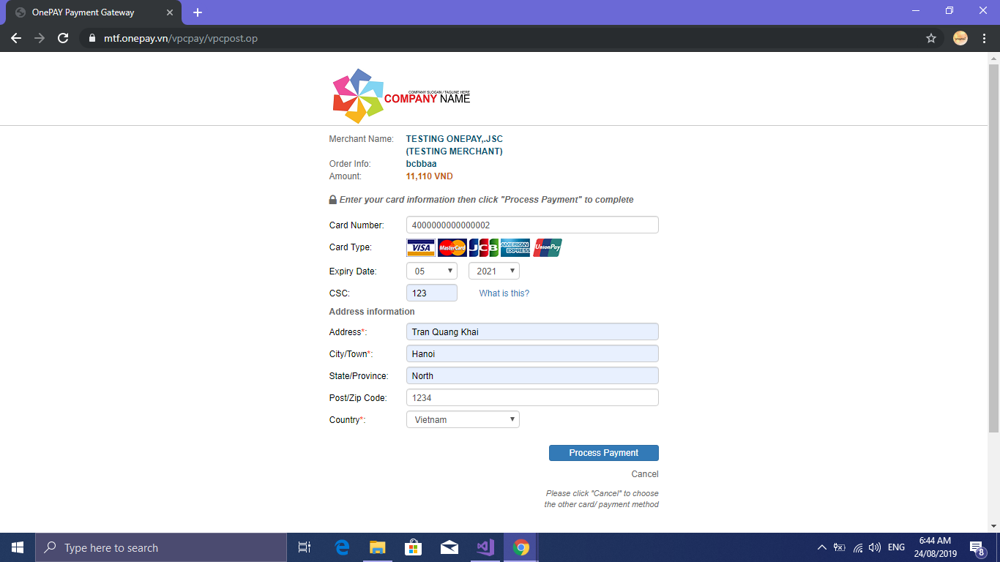 OnePAY Payment Gateway
mtf.onepay.vn/vpcpay/vpcpost.op
COMPANY SLOGAN / TAGLINE HERE
COMPANY NAME
Merchant Name: TESTING ONEPAY,.JSC
(TESTING MERCHANT)
Order Info: bcbbaa
Amount: 11,110 VND
Enter your card information then click "Process Payment" to complete
Card Number: 4000000000000002
Card Type: VISA MasterCard JCB AMERICAN EXPRESS UnionPay
Expiry Date: 05 2021
CSC: 123 What is this?
Address information
Address*: Tran Quang Khai
City/Town*: Hanoi
State/Province: North
Post/Zip Code: 1234
Country*: Vietnam
Process Payment
Cancel
Please click "Cancel" to choose
the other card/ payment method
Type here to search
ENG
6:44 AM
24/08/2019
8